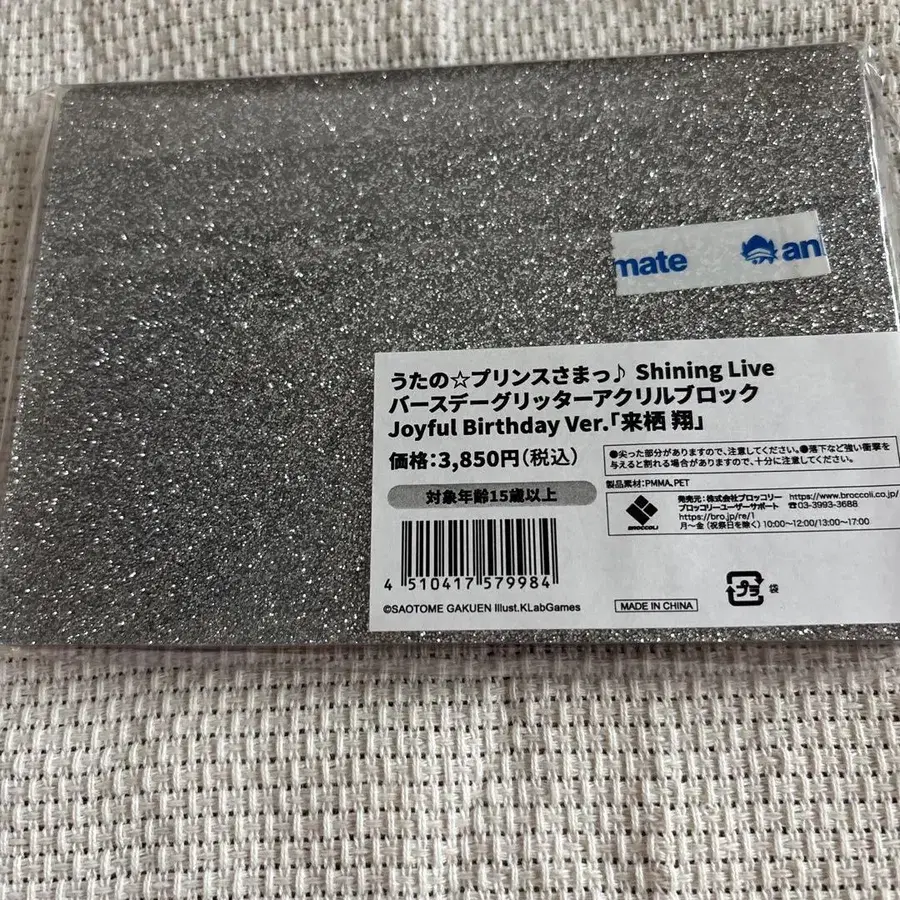 mate an
うたの☆プリンスさまっ♪ Shining Live
バースデーグリッターアクリルブロック
Joyful Birthday Ver.「来栖 翔」
価格:3,850円(税込)
対象年齢15歳以上
4 510417 579984
©SAOTOME GAKUEN Illust.KLabGames
●尖った部分がありますので、注意してください。●落下など強い衝撃を
与えると割れる場合がありますので、十分に注意してください。
製品素材:PMMA、PET
BROCCOLI
発売元:株式会社ブロッコリー https://www.broccoli.co.jp/
ブロッコリーユーザーサポート ☎03-3993-3688
https://bro.jp/re/1
月～金(祝祭日を除く)10:00~12:00/13:00~17:00
MADE IN CHINA
プラ 袋